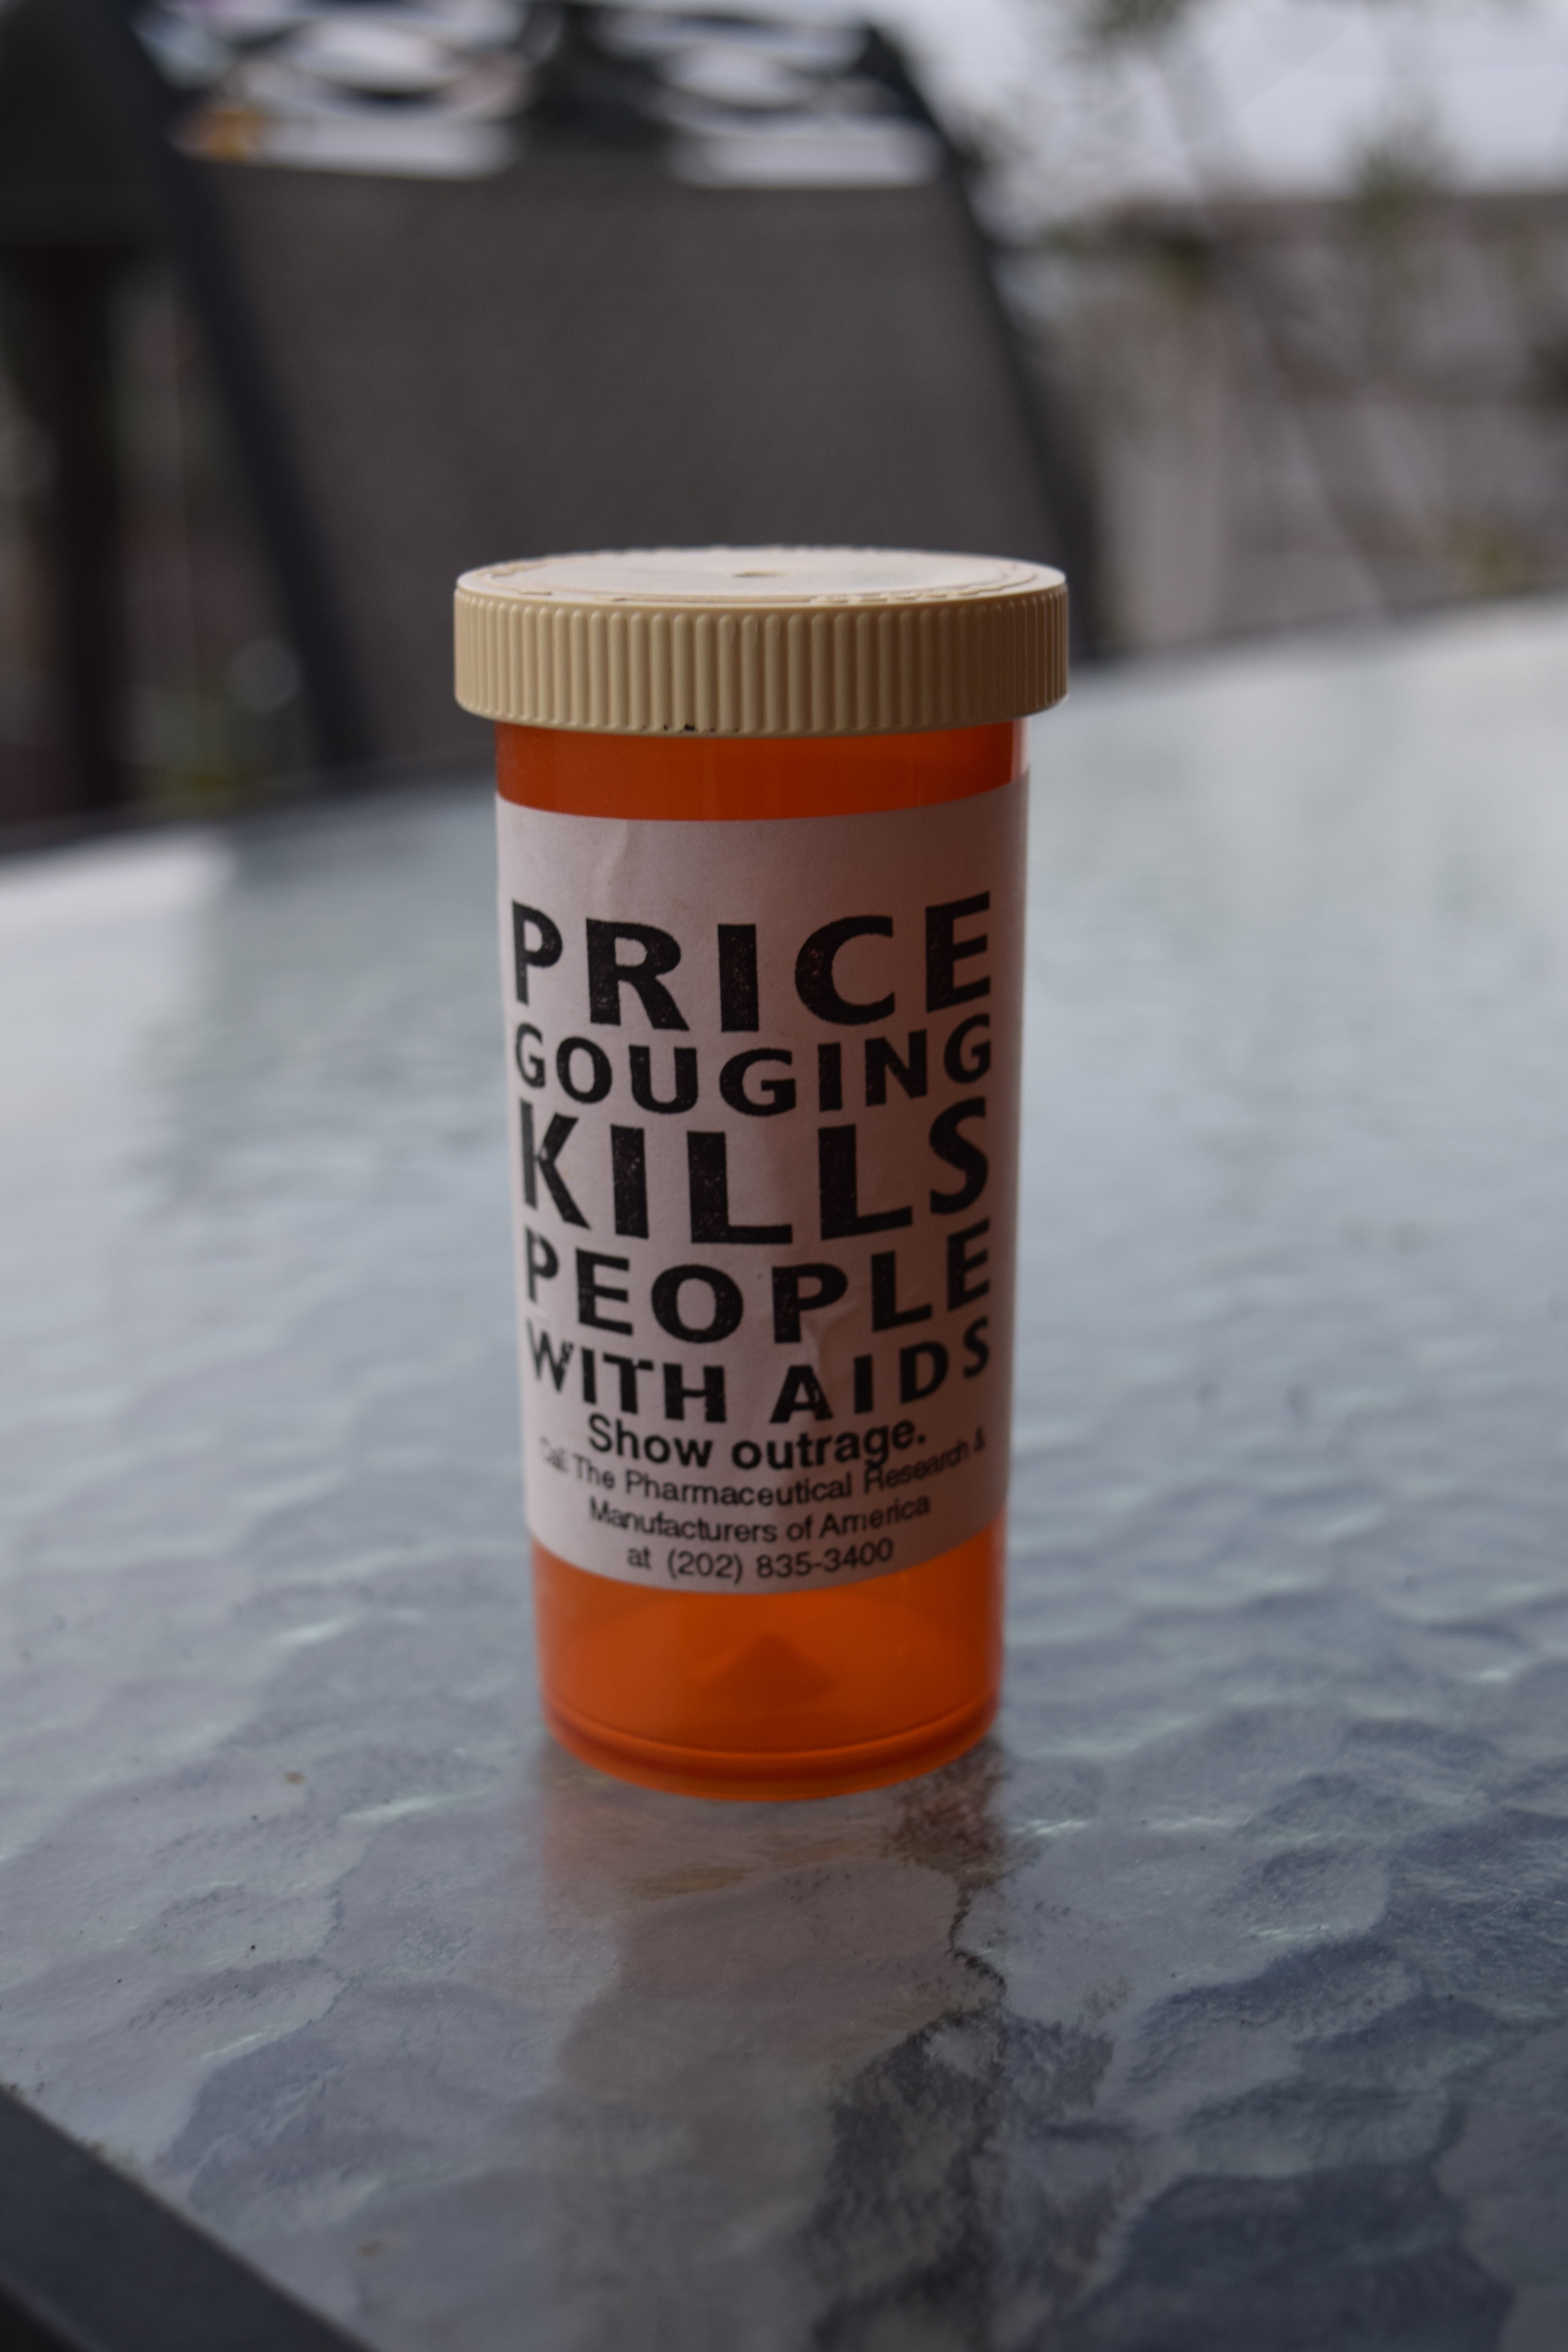 PRICE
GOUGING
KILLS
PEOPLE
WITH AIDS
Show outrage.
Call The Pharmaceutical Research &
Manufacturers of America
at (202) 835-3400